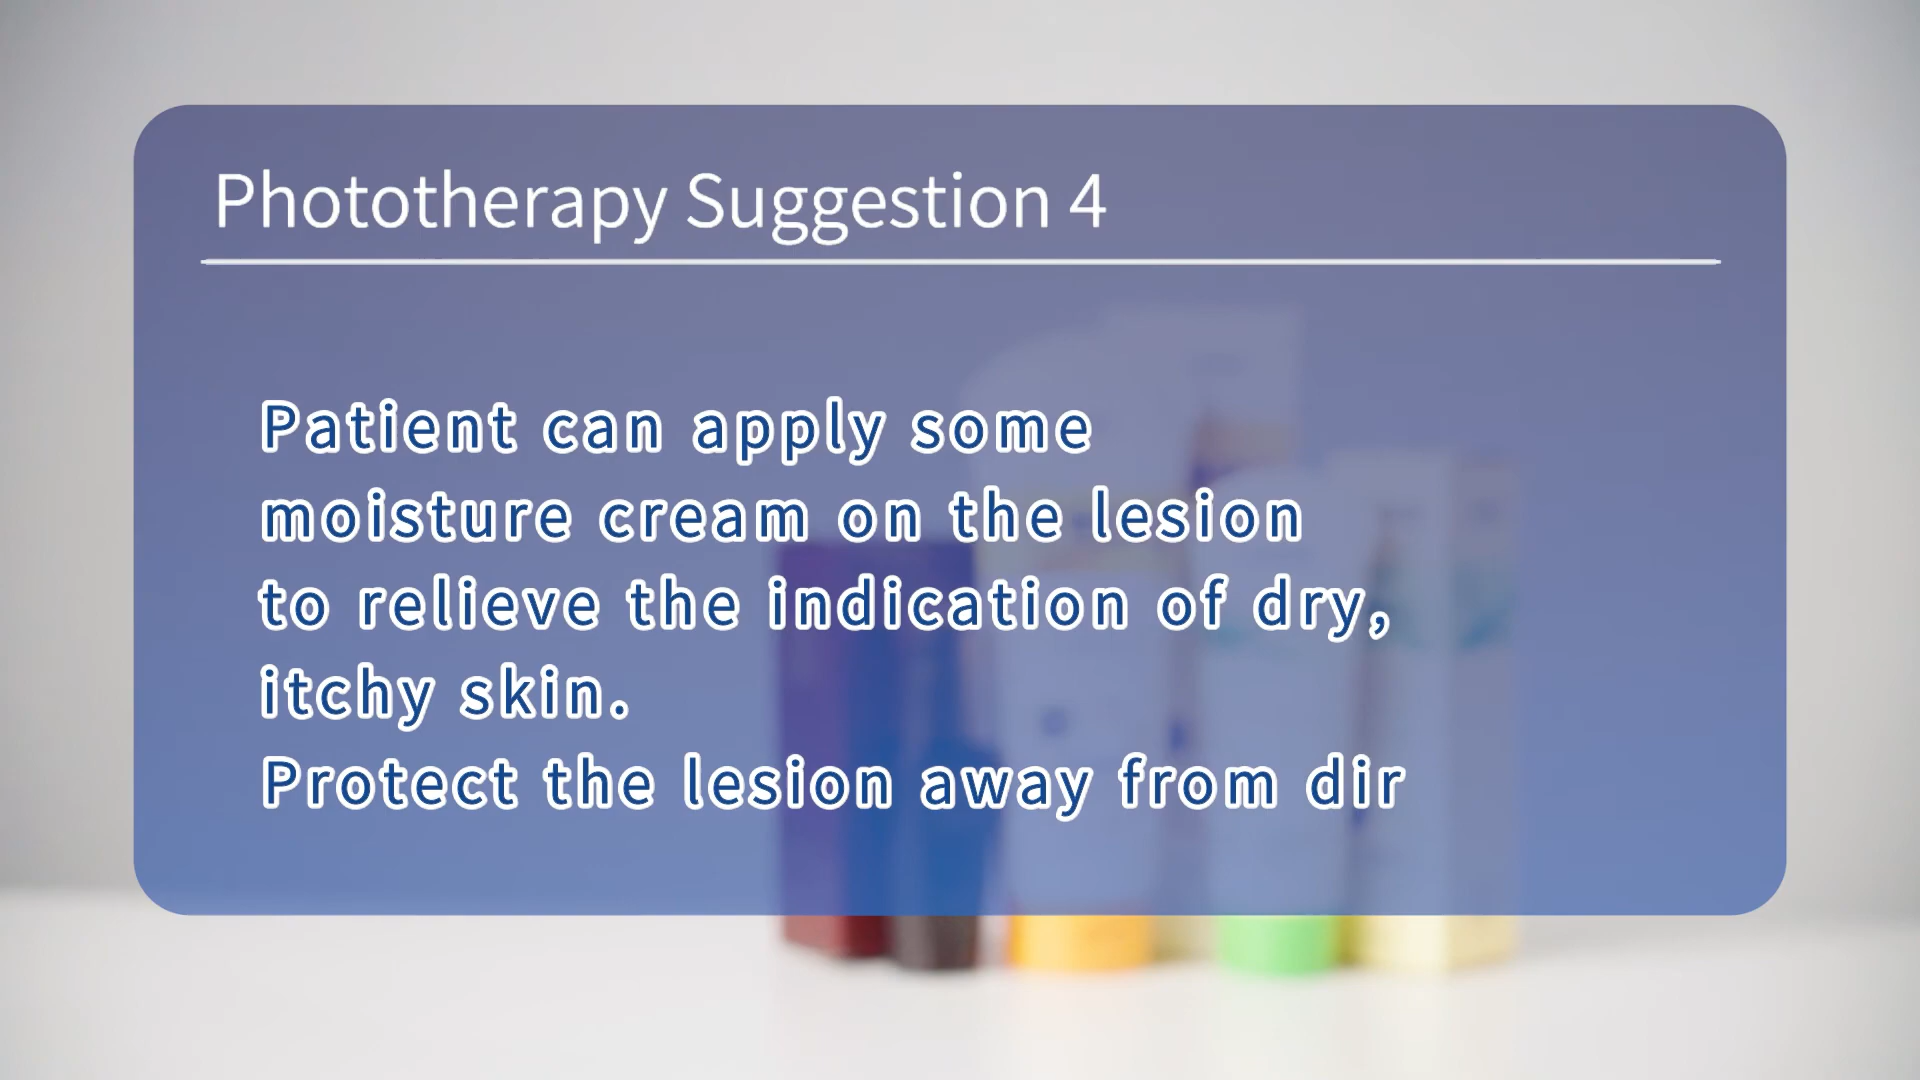 Phototherapy Suggestion 4
Patient can apply some
moisture cream on the lesion
to relieve the indication of dry,
itchy skin.
Protect the lesion away from dir